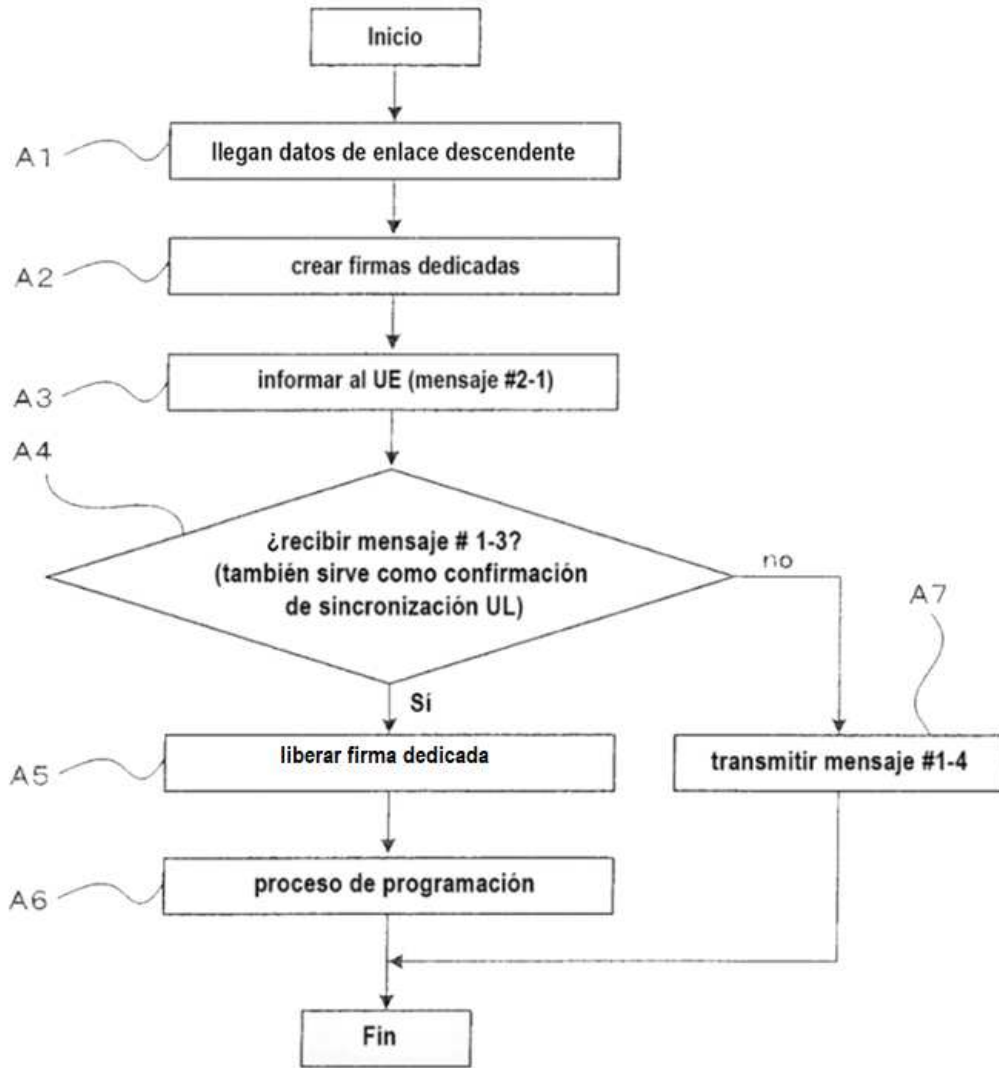 Inicio
A1
llegan datos de enlace descendente
A2
crear firmas dedicadas
A3
informar al UE (mensaje #2-1)
A4
¿recibir mensaje # 1-3?
(también sirve como confirmación
de sincronización UL)
no
A7
Sí
A5
liberar firma dedicada
transmitir mensaje #1-4
A6
proceso de programación
Fin